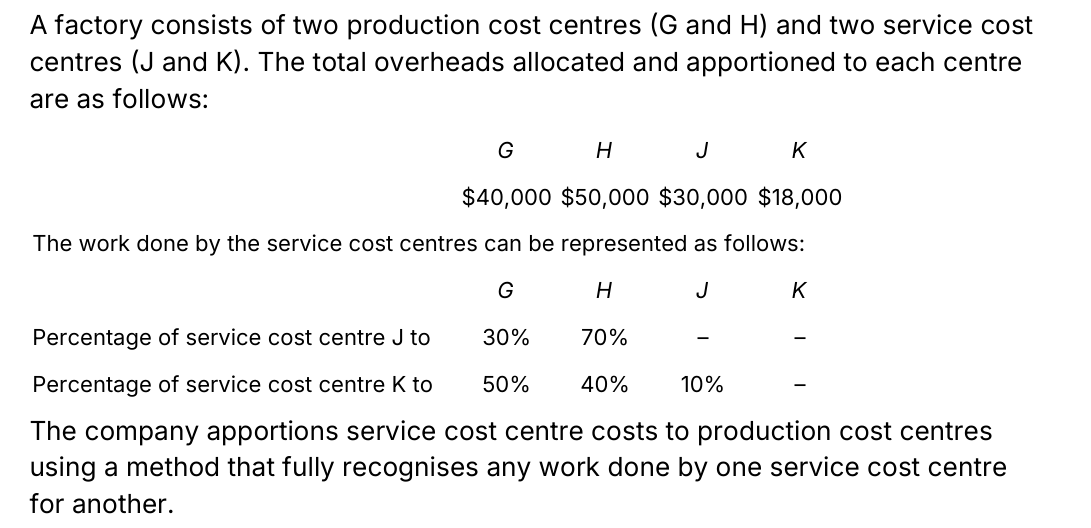 A factory consists of two production cost centres (G and H) and two service cost
centres (J and K). The total overheads allocated and apportioned to each centre
are as follows:
G H J K
$40,000 $50,000 $30,000 $18,000
The work done by the service cost centres can be represented as follows:
G H J K
Percentage of service cost centre J to 30% 70% – –
Percentage of service cost centre K to 50% 40% 10% –
The company apportions service cost centre costs to production cost centres
using a method that fully recognises any work done by one service cost centre
for another.